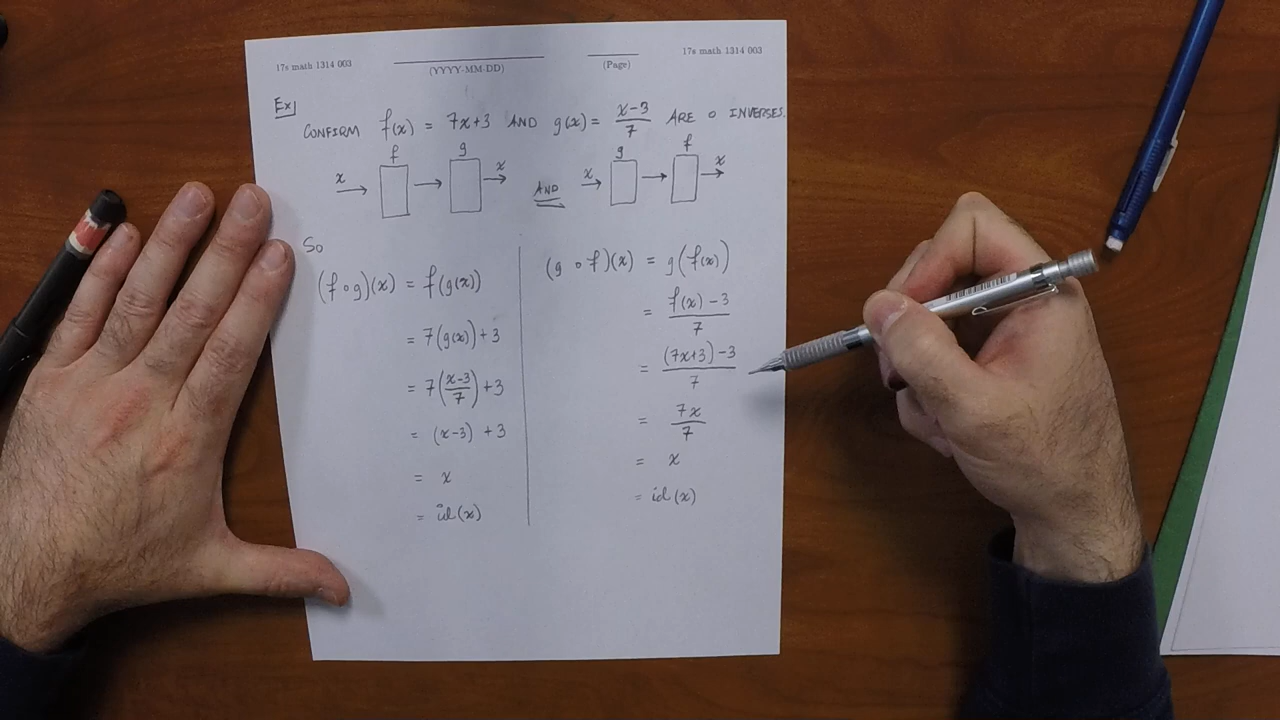 17s math 1314 003 (YYYY-MM-DD) (Page) 17s math 1314 003
Ex]
CONFIRM f(x) = 7x+3 AND g(x) = (x-3)/7 ARE ∘ INVERSES.
f g g f
x x AND x x
So
(f∘g)(x) = f(g(x))
= 7(g(x))+3
= 7((x-3)/7)+3
= (x-3)+3
= x
= id(x)
(g∘f)(x) = g(f(x))
= (f(x)-3)/7
= ((7x+3)-3)/7
= 7x/7
= x
= id(x)